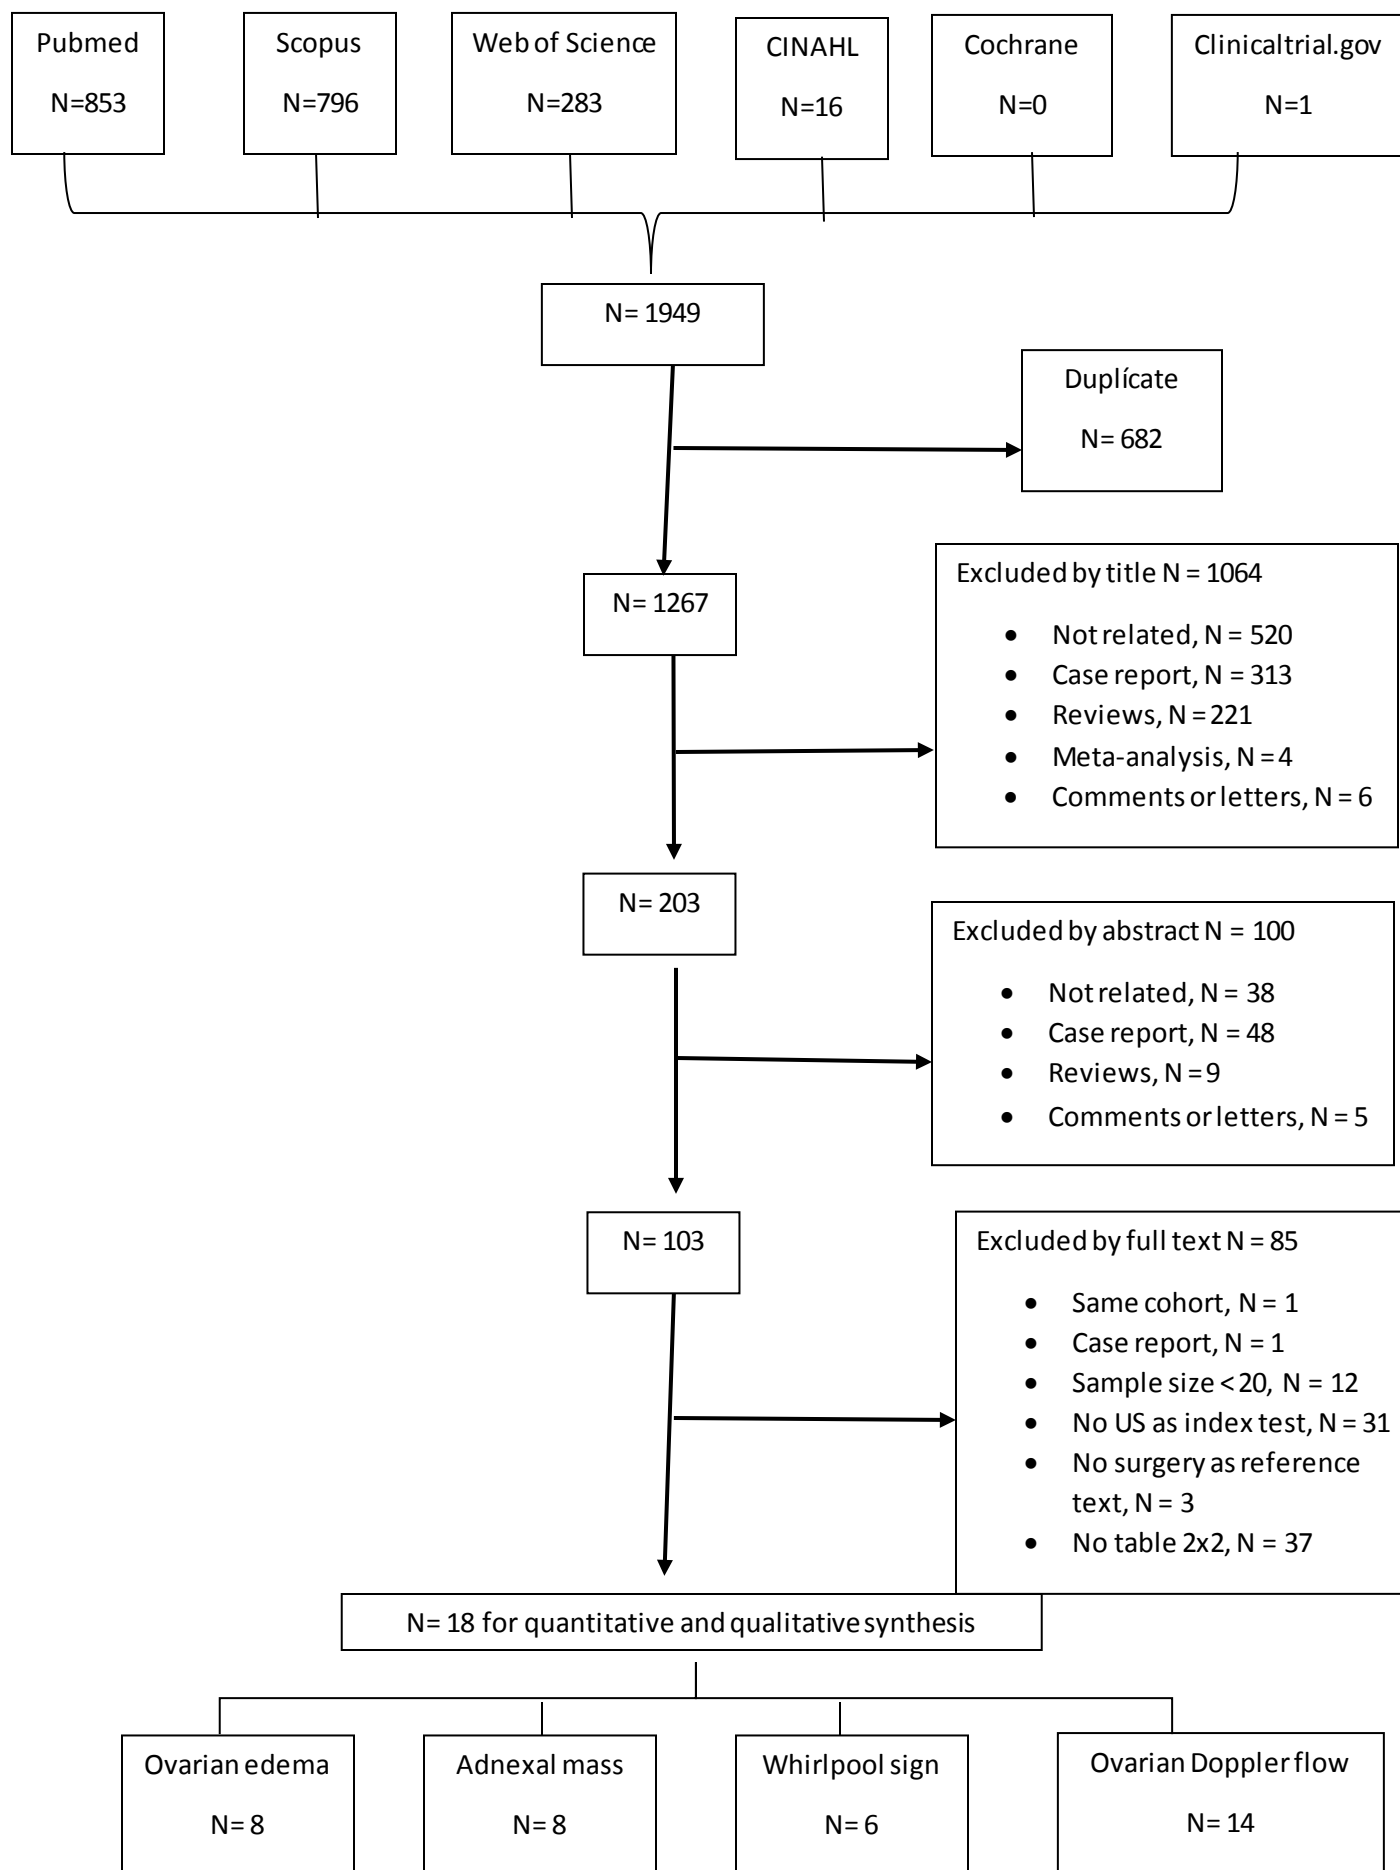 Pubmed
N=853
Scopus
N=796
Web of Science
N=283
CINAHL
N=16
Cochrane
N=0
Clinicaltrial.gov
N=1
N= 1949
Duplícate
N= 682
N= 1267
Excluded by title N = 1064
• Not related, N = 520
• Case report, N = 313
• Reviews, N = 221
• Meta-analysis, N = 4
• Comments or letters, N = 6
N= 203
Excluded by abstract N = 100
• Not related, N = 38
• Case report, N = 48
• Reviews, N = 9
• Comments or letters, N = 5
N= 103
Excluded by full text N = 85
• Same cohort, N = 1
• Case report, N = 1
• Sample size <20, N = 12
• No US as index test, N = 31
• No surgery as reference
text, N = 3
• No table 2x2, N = 37
N= 18 for quantitative and qualitative synthesis
Ovarian edema
N= 8
Adnexal mass
N= 8
Whirlpool sign
N= 6
Ovarian Doppler flow
N= 14